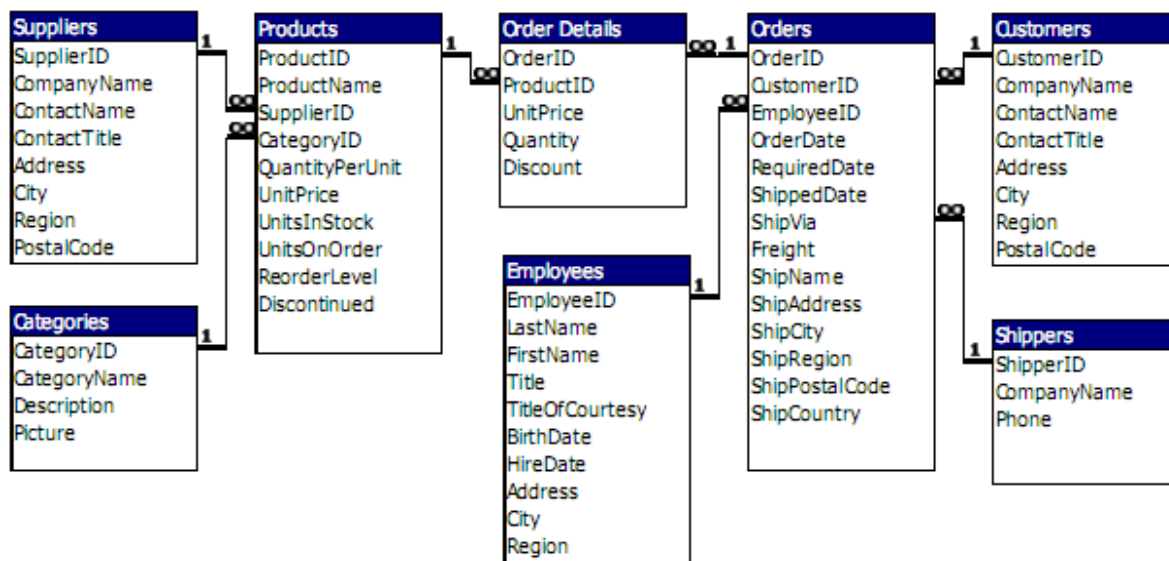 Suppliers
SupplierID
CompanyName
ContactName
ContactTitle
Address
City
Region
PostalCode
1
∞
∞
Categories
CategoryID
CategoryName
Description
Picture
1
Products
ProductID
ProductName
SupplierID
CategoryID
QuantityPerUnit
UnitPrice
UnitsInStock
UnitsOnOrder
ReorderLevel
Discontinued
1
∞
Order Details
OrderID
ProductID
UnitPrice
Quantity
Discount
∞ 1
∞
Employees
EmployeeID
LastName
FirstName
Title
TitleOfCourtesy
BirthDate
HireDate
Address
City
Region
1
Orders
OrderID
CustomerID
EmployeeID
OrderDate
RequiredDate
ShippedDate
ShipVia
Freight
ShipName
ShipAddress
ShipCity
ShipRegion
ShipPostalCode
ShipCountry
1
∞
∞
1
Customers
CustomerID
CompanyName
ContactName
ContactTitle
Address
City
Region
PostalCode
Shippers
ShipperID
CompanyName
Phone